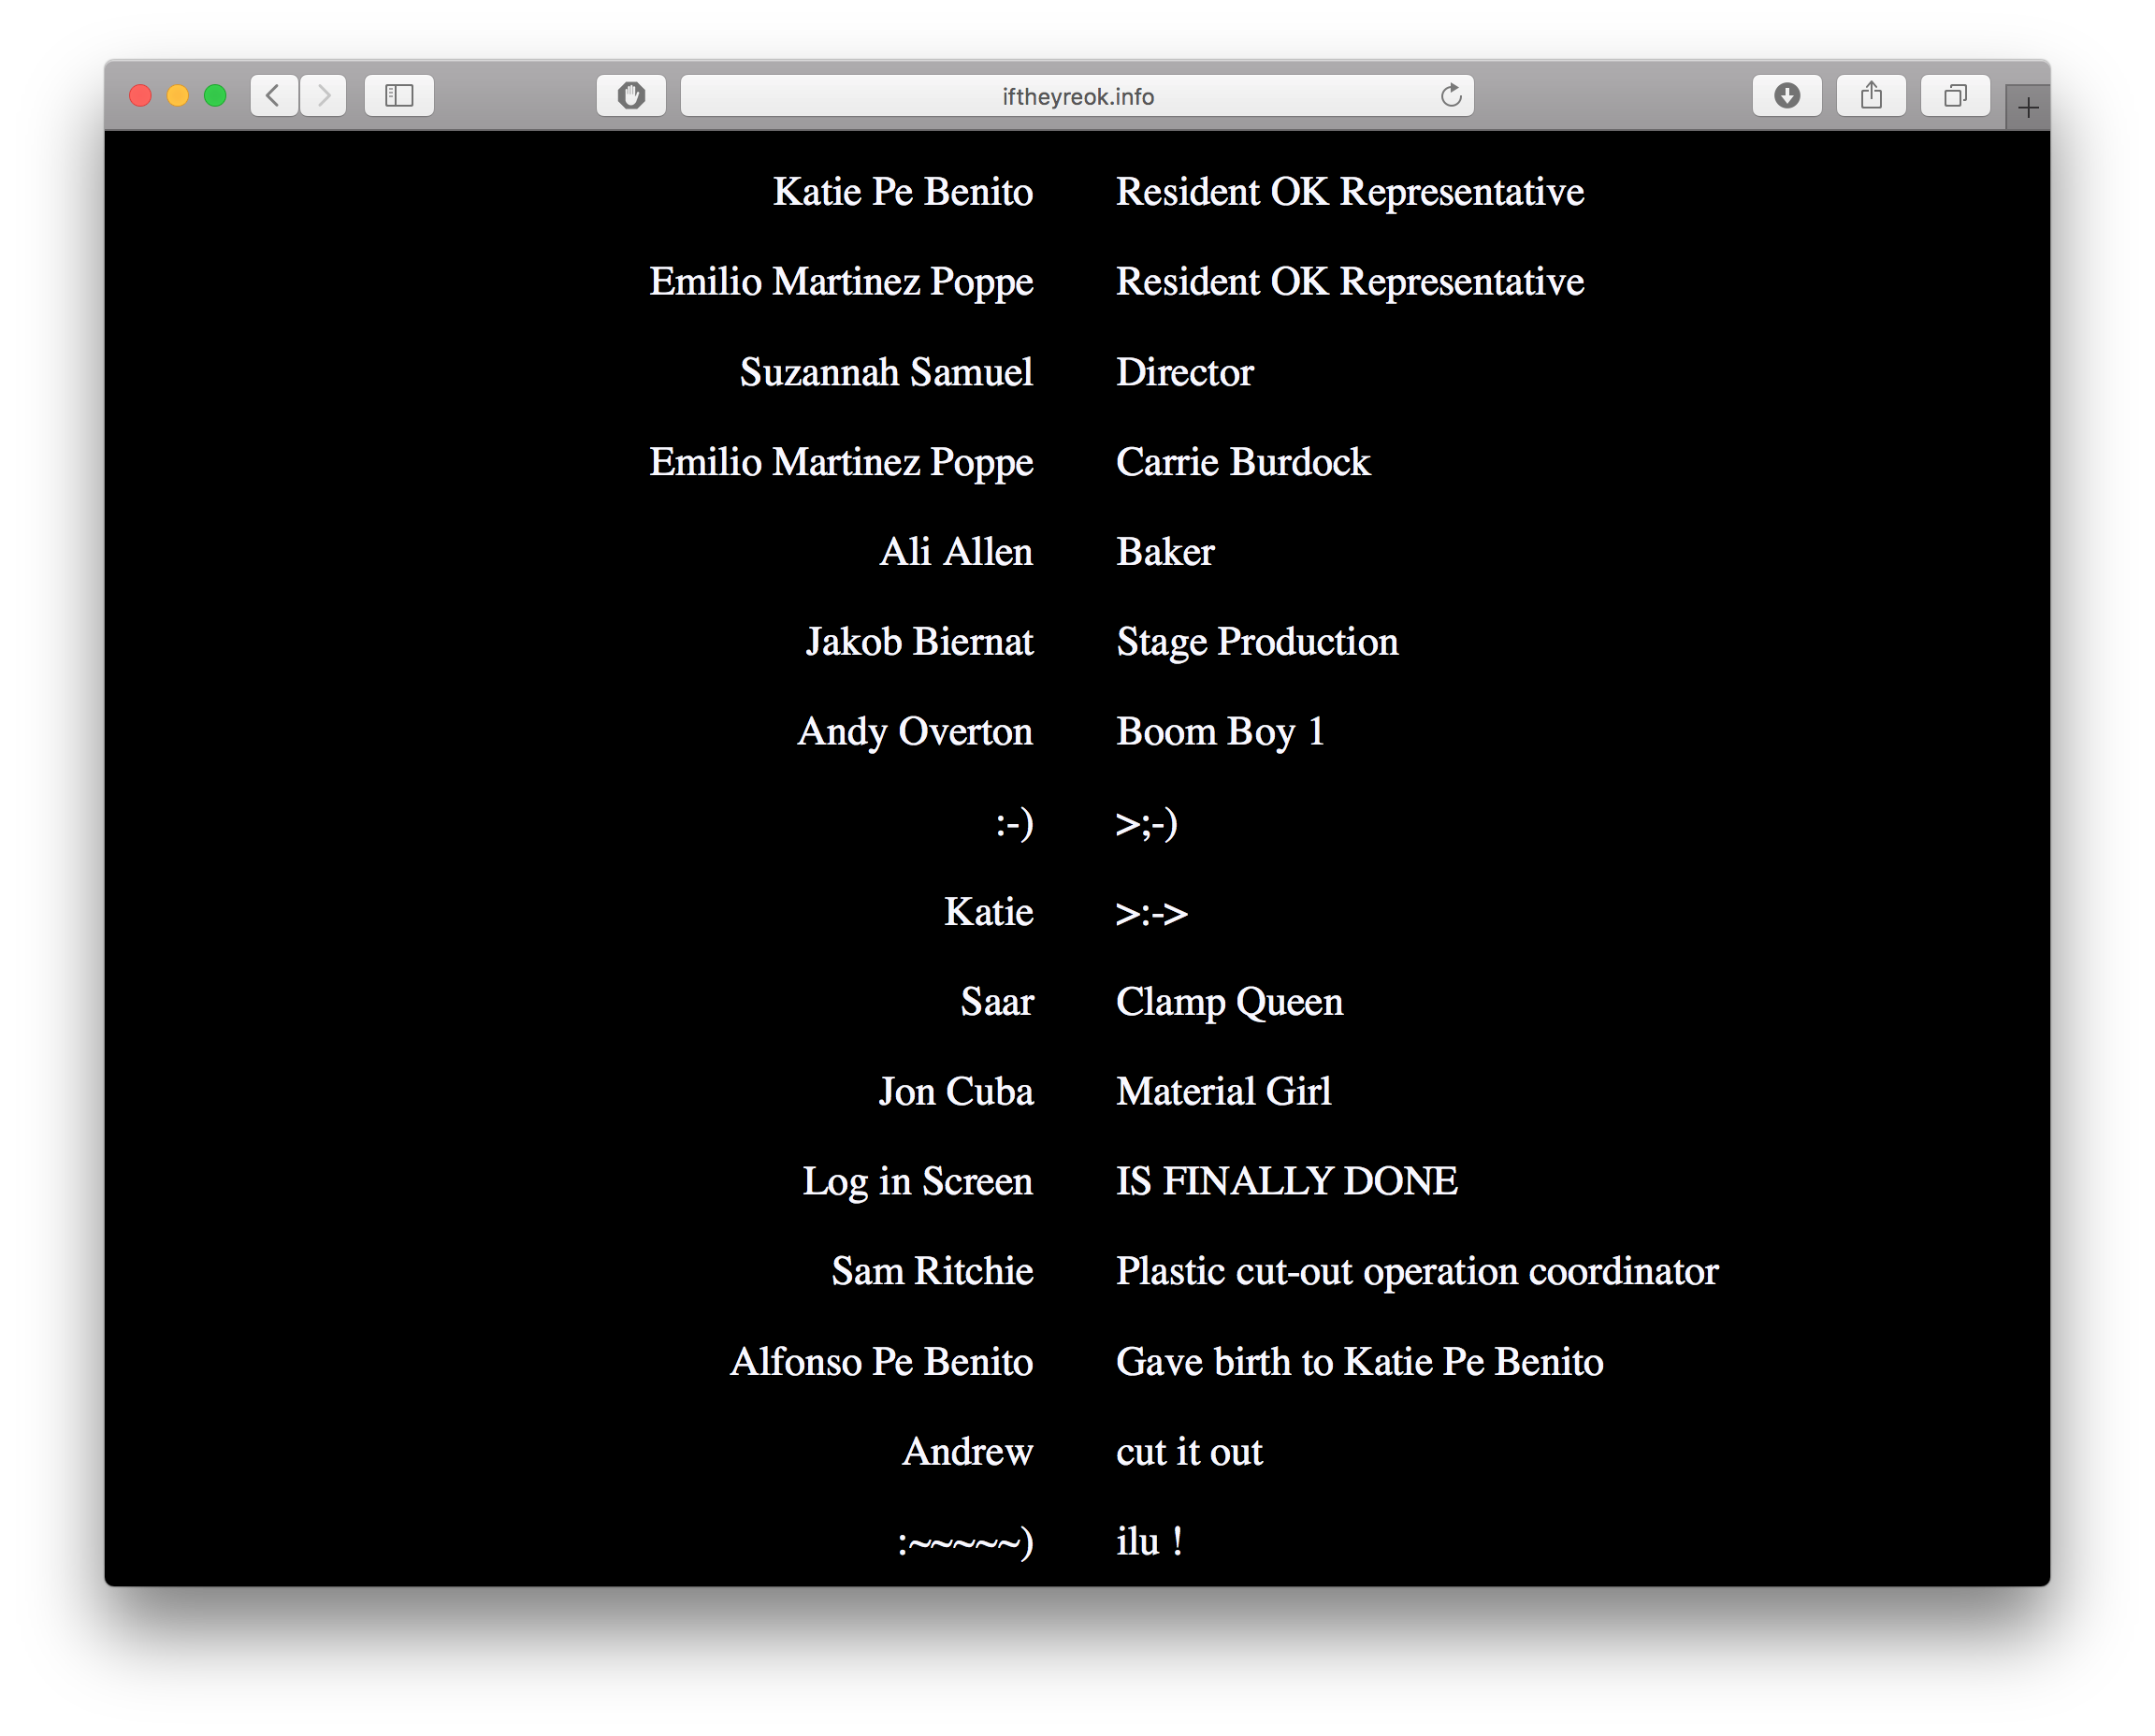 iftheyreok.info
Katie Pe Benito Resident OK Representative
Emilio Martinez Poppe Resident OK Representative
Suzannah Samuel Director
Emilio Martinez Poppe Carrie Burdock
Ali Allen Baker
Jakob Biernat Stage Production
Andy Overton Boom Boy 1
:-) >;-)
Katie >:->
Saar Clamp Queen
Jon Cuba Material Girl
Log in Screen IS FINALLY DONE
Sam Ritchie Plastic cut-out operation coordinator
Alfonso Pe Benito Gave birth to Katie Pe Benito
Andrew cut it out
:~~~~~) ilu !